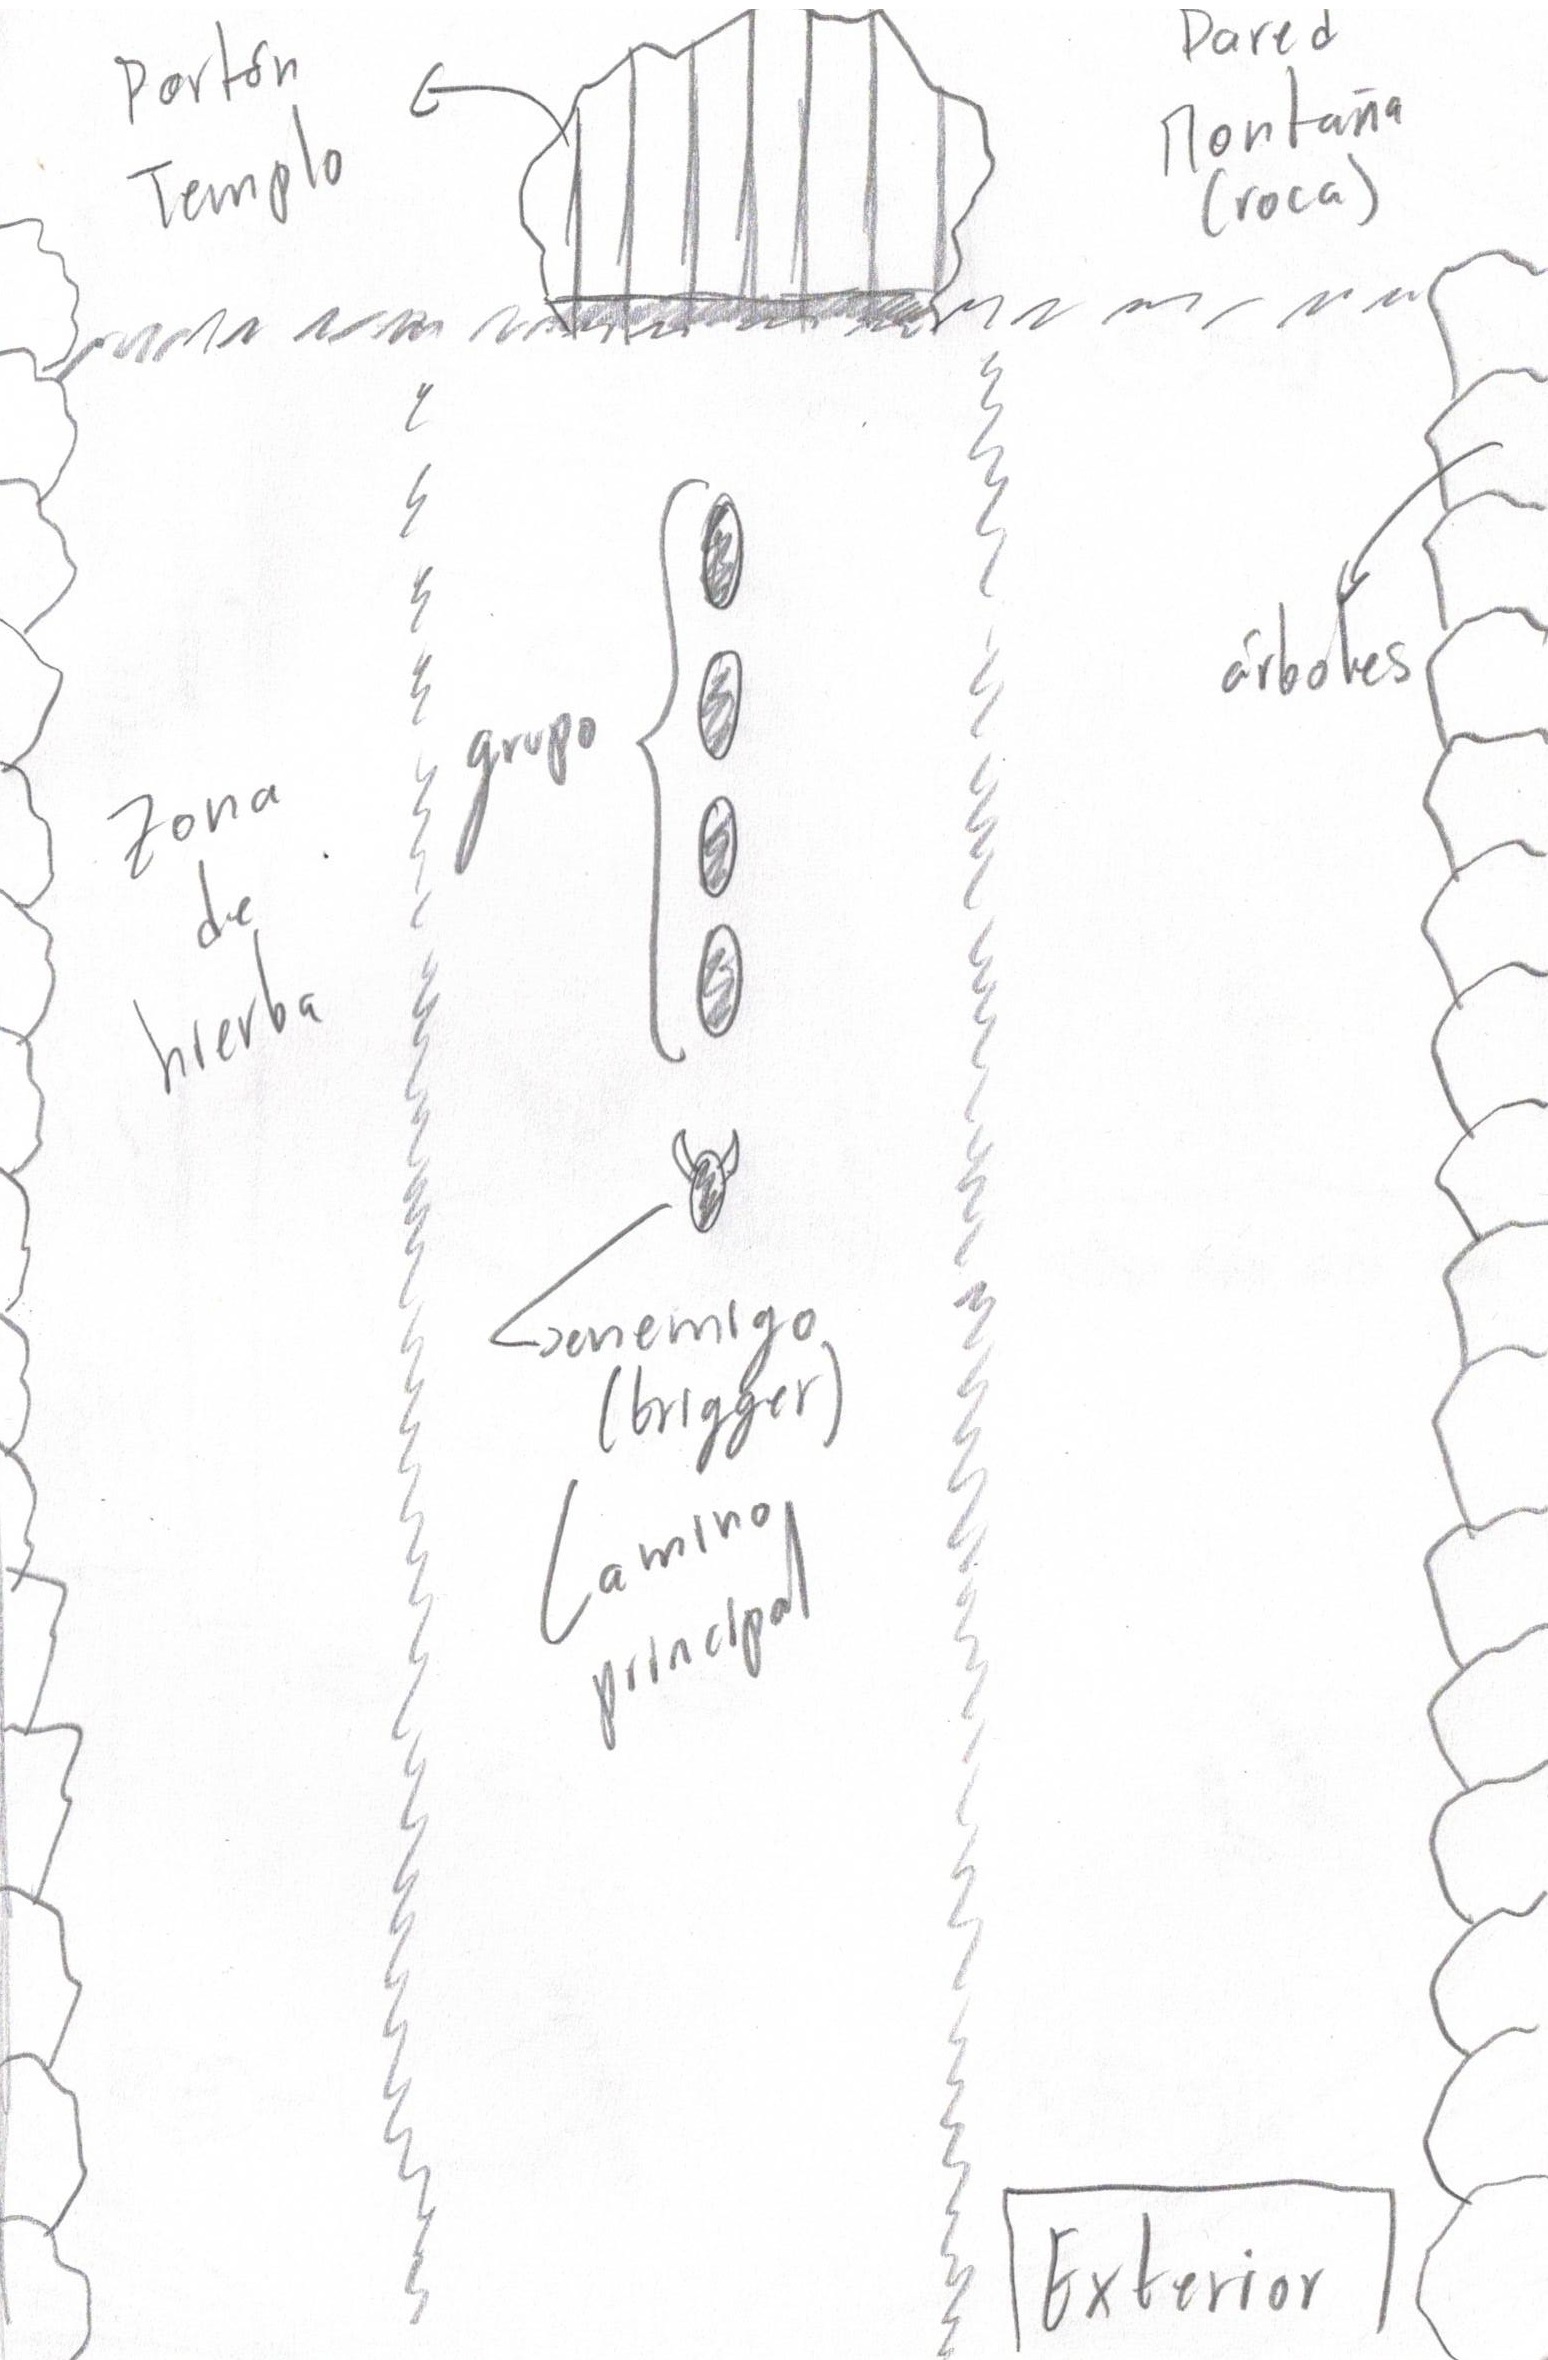 Portón
Templo
Pared
Montaña
(roca)
árboles
grupo
Zona
de
hierba
enemigo
(trigger)
Camino
principal
Exterior